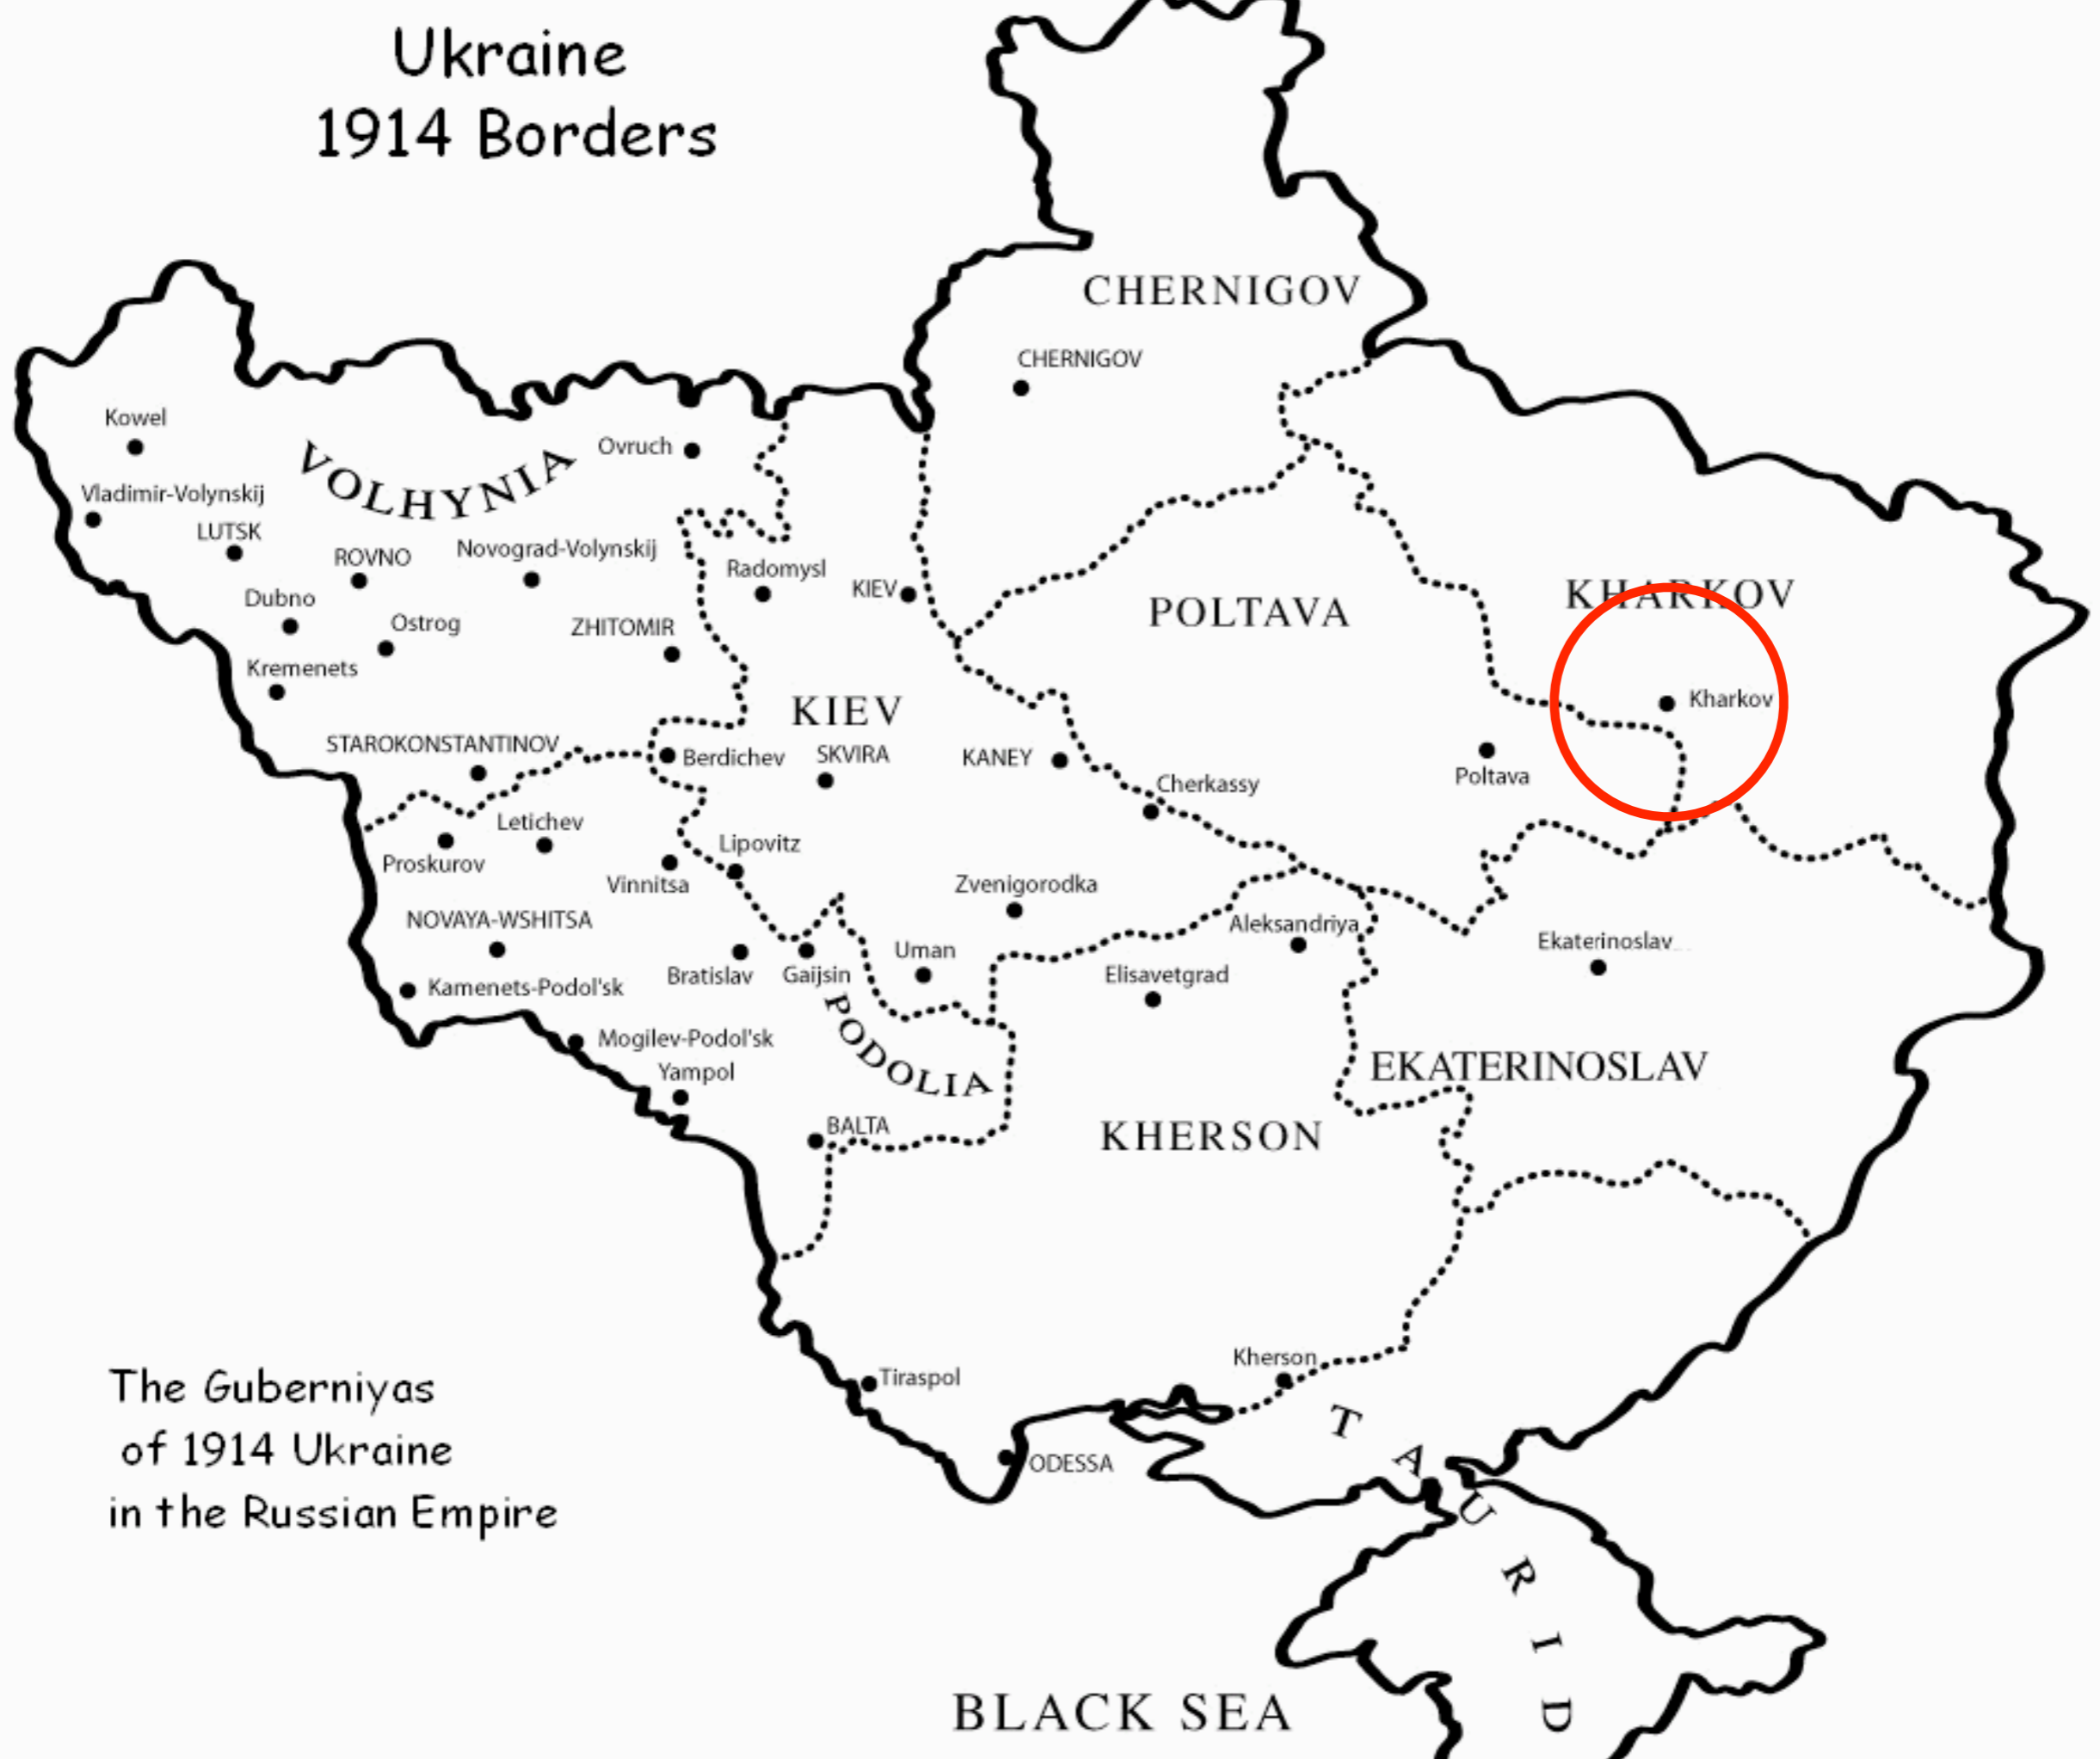 Ukraine
1914 Borders
CHERNIGOV
CHERNIGOV
Kowel
VOLHYNIA
Ovruch
Vladimir-Volynskij
LUTSK
ROVNO
Novograd-Volynskij
Radomysl
KIEV
Dubno
Ostrog
ZHITOMIR
POLTAVA
KHARKOV
Kremenets
KIEV
Kharkov
STAROKONSTANTINOV
Berdichev
SKVIRA
KANEY
Cherkassy
Poltava
Letichev
Proskurov
Vinnitsa
Lipovitz
Zvenigorodka
NOVAYA-WSHITSA
Aleksandriya
Kamenets-Podol'sk
Bratislav
Gaijsin
Uman
Elisavetgrad
Ekaterinoslav
PODOLIA
Mogilev-Podol'sk
Yampol
EKATERINOSLAV
BALTA
KHERSON
Kherson
Tiraspol
ODESSA
TAURID
The Guberniyas
of 1914 Ukraine
in the Russian Empire
BLACK SEA